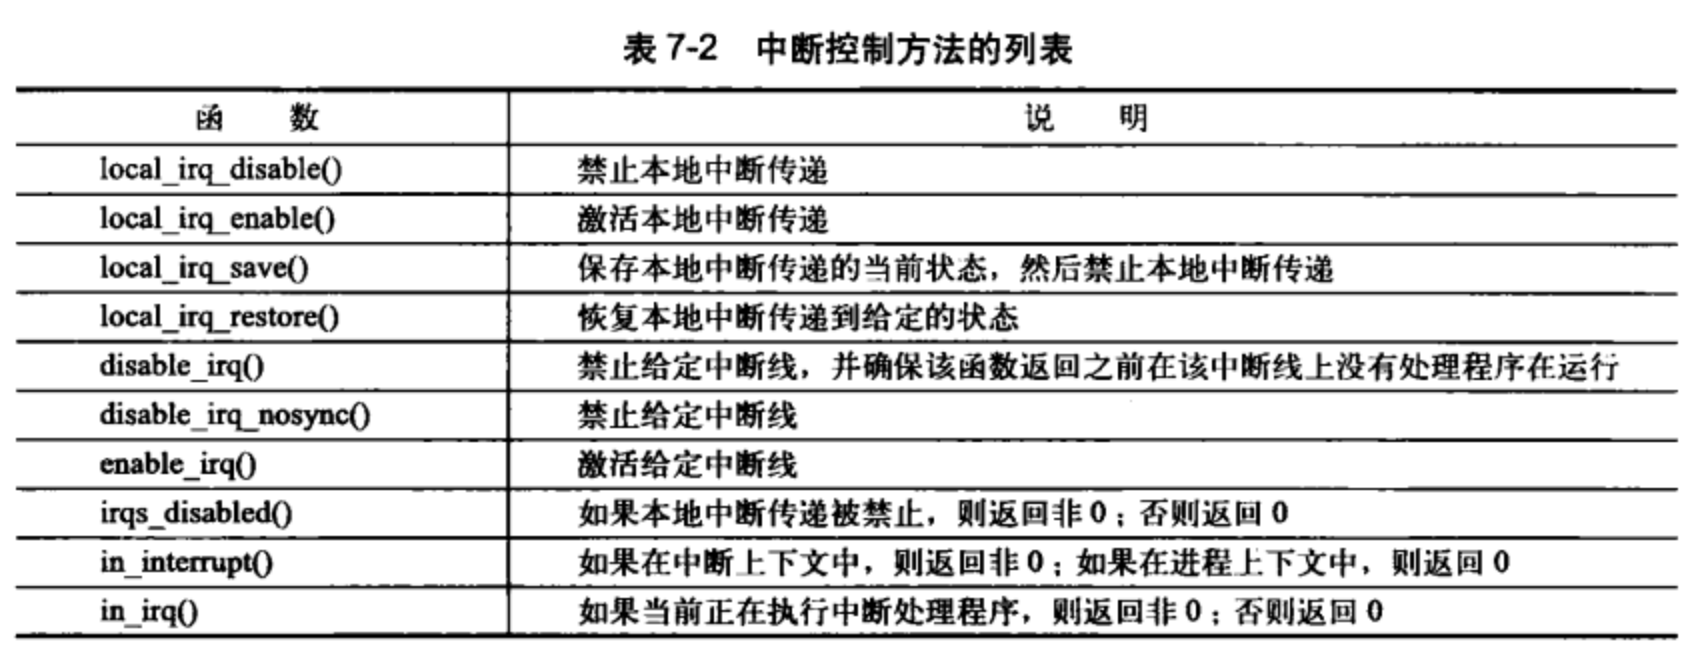 表 7-2 中断控制方法的列表
函 数 说 明
local_irq_disable() 禁止本地中断传递
local_irq_enable() 激活本地中断传递
local_irq_save() 保存本地中断传递的当前状态，然后禁止本地中断传递
local_irq_restore() 恢复本地中断传递到给定的状态
disable_irq() 禁止给定中断线，并确保该函数返回之前在该中断线上没有处理程序在运行
disable_irq_nosync() 禁止给定中断线
enable_irq() 激活给定中断线
irqs_disabled() 如果本地中断传递被禁止，则返回非 0；否则返回 0
in_interrupt() 如果在中断上下文中，则返回非 0；如果在进程上下文中，则返回 0
in_irq() 如果当前正在执行中断处理程序，则返回非 0；否则返回 0